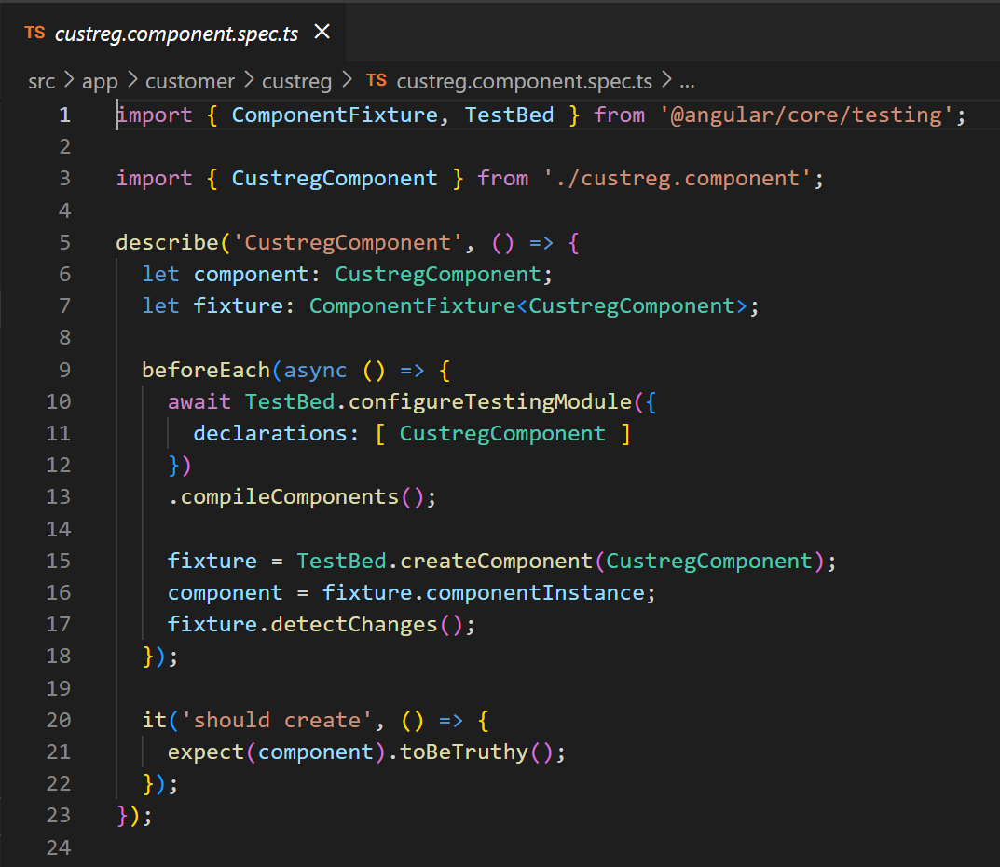 TS custreg.component.spec.ts ×
src > app > customer > custreg > TS custreg.component.spec.ts > ...
1 import { ComponentFixture, TestBed } from '@angular/core/testing';
2
3 import { CustregComponent } from './custreg.component';
4
5 describe('CustregComponent', () => {
6   let component: CustregComponent;
7   let fixture: ComponentFixture<CustregComponent>;
8
9   beforeEach(async () => {
10     await TestBed.configureTestingModule({
11       declarations: [ CustregComponent ]
12     })
13     .compileComponents();
14
15     fixture = TestBed.createComponent(CustregComponent);
16     component = fixture.componentInstance;
17     fixture.detectChanges();
18   });
19
20   it('should create', () => {
21     expect(component).toBeTruthy();
22   });
23 });
24